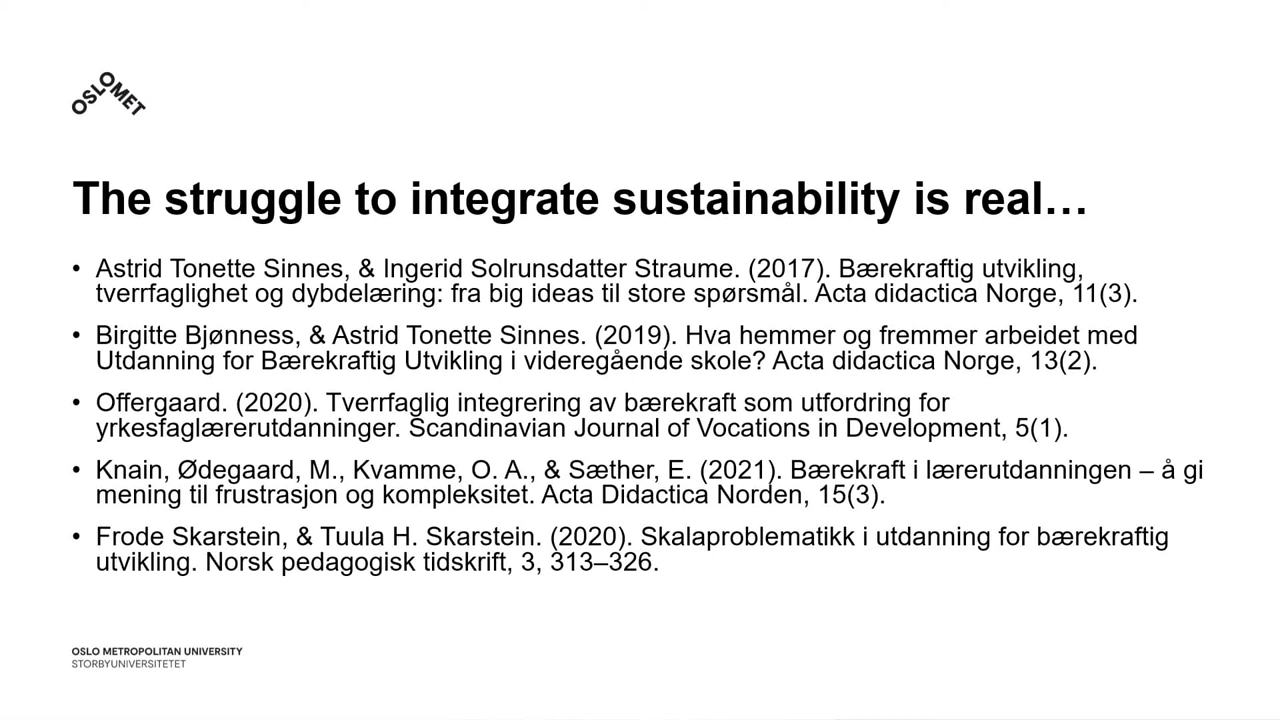 OSLOMET
The struggle to integrate sustainability is real…
• Astrid Tonette Sinnes, & Ingerid Solrunsdatter Straume. (2017). Bærekraftig utvikling,
tverrfaglighet og dybdelæring: fra big ideas til store spørsmål. Acta didactica Norge, 11(3).
• Birgitte Bjønness, & Astrid Tonette Sinnes. (2019). Hva hemmer og fremmer arbeidet med
Utdanning for Bærekraftig Utvikling i videregående skole? Acta didactica Norge, 13(2).
• Offergaard. (2020). Tverrfaglig integrering av bærekraft som utfordring for
yrkesfaglærerutdanninger. Scandinavian Journal of Vocations in Development, 5(1).
• Knain, Ødegaard, M., Kvamme, O. A., & Sæther, E. (2021). Bærekraft i lærerutdanningen – å gi
mening til frustrasjon og kompleksitet. Acta Didactica Norden, 15(3).
• Frode Skarstein, & Tuula H. Skarstein. (2020). Skalaproblematikk i utdanning for bærekraftig
utvikling. Norsk pedagogisk tidskrift, 3, 313–326.
OSLO METROPOLITAN UNIVERSITY
STORBYUNIVERSITETET